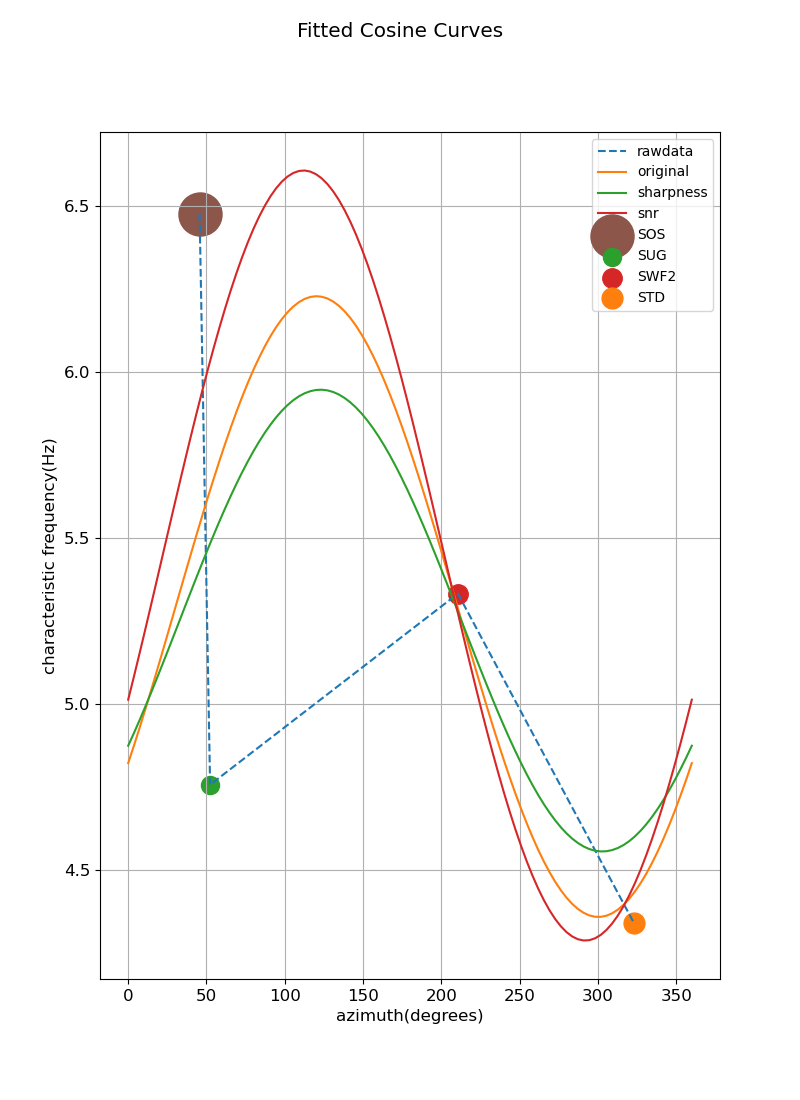 Fitted Cosine Curves
rawdata
original
sharpness
snr
SOS
SUG
SWF2
STD
6.5
6.0
5.5
5.0
4.5
characteristic frequency(Hz)
0 50 100 150 200 250 300 350
azimuth(degrees)